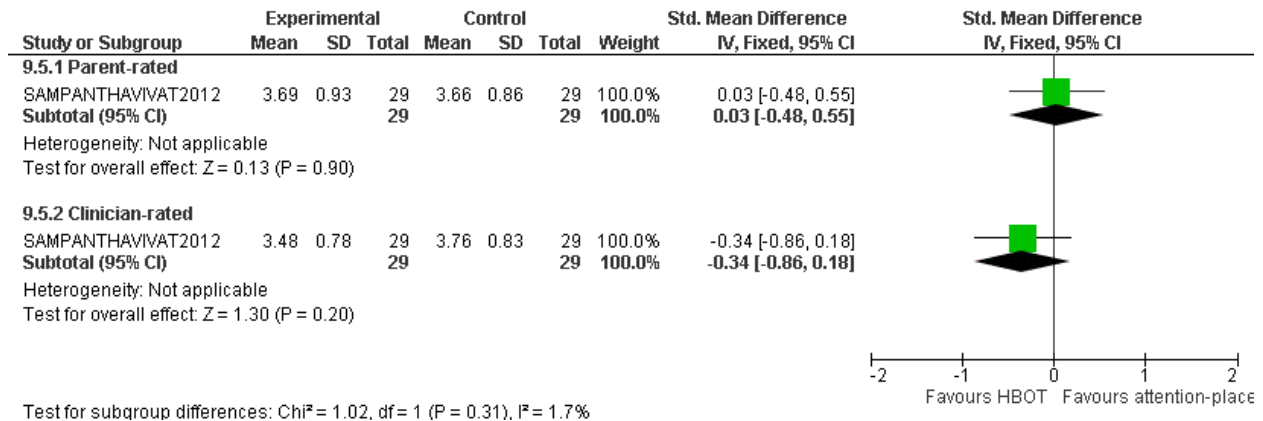 Experimental Control Std. Mean Difference Std. Mean Difference
Study or Subgroup Mean SD Total Mean SD Total Weight IV, Fixed, 95% CI IV, Fixed, 95% CI
9.5.1 Parent-rated
SAMPANTHAVIVAT2012 3.69 0.93 29 3.66 0.86 29 100.0% 0.03 [-0.48, 0.55]
Subtotal (95% CI) 29 29 100.0% 0.03 [-0.48, 0.55]
Heterogeneity: Not applicable
Test for overall effect: Z = 0.13 (P = 0.90)
9.5.2 Clinician-rated
SAMPANTHAVIVAT2012 3.48 0.78 29 3.76 0.83 29 100.0% -0.34 [-0.86, 0.18]
Subtotal (95% CI) 29 29 100.0% -0.34 [-0.86, 0.18]
Heterogeneity: Not applicable
Test for overall effect: Z = 1.30 (P = 0.20)
-2 -1 0 1 2
Favours HBOT Favours attention-place
Test for subgroup differences: Chi² = 1.02, df = 1 (P = 0.31), I² = 1.7%